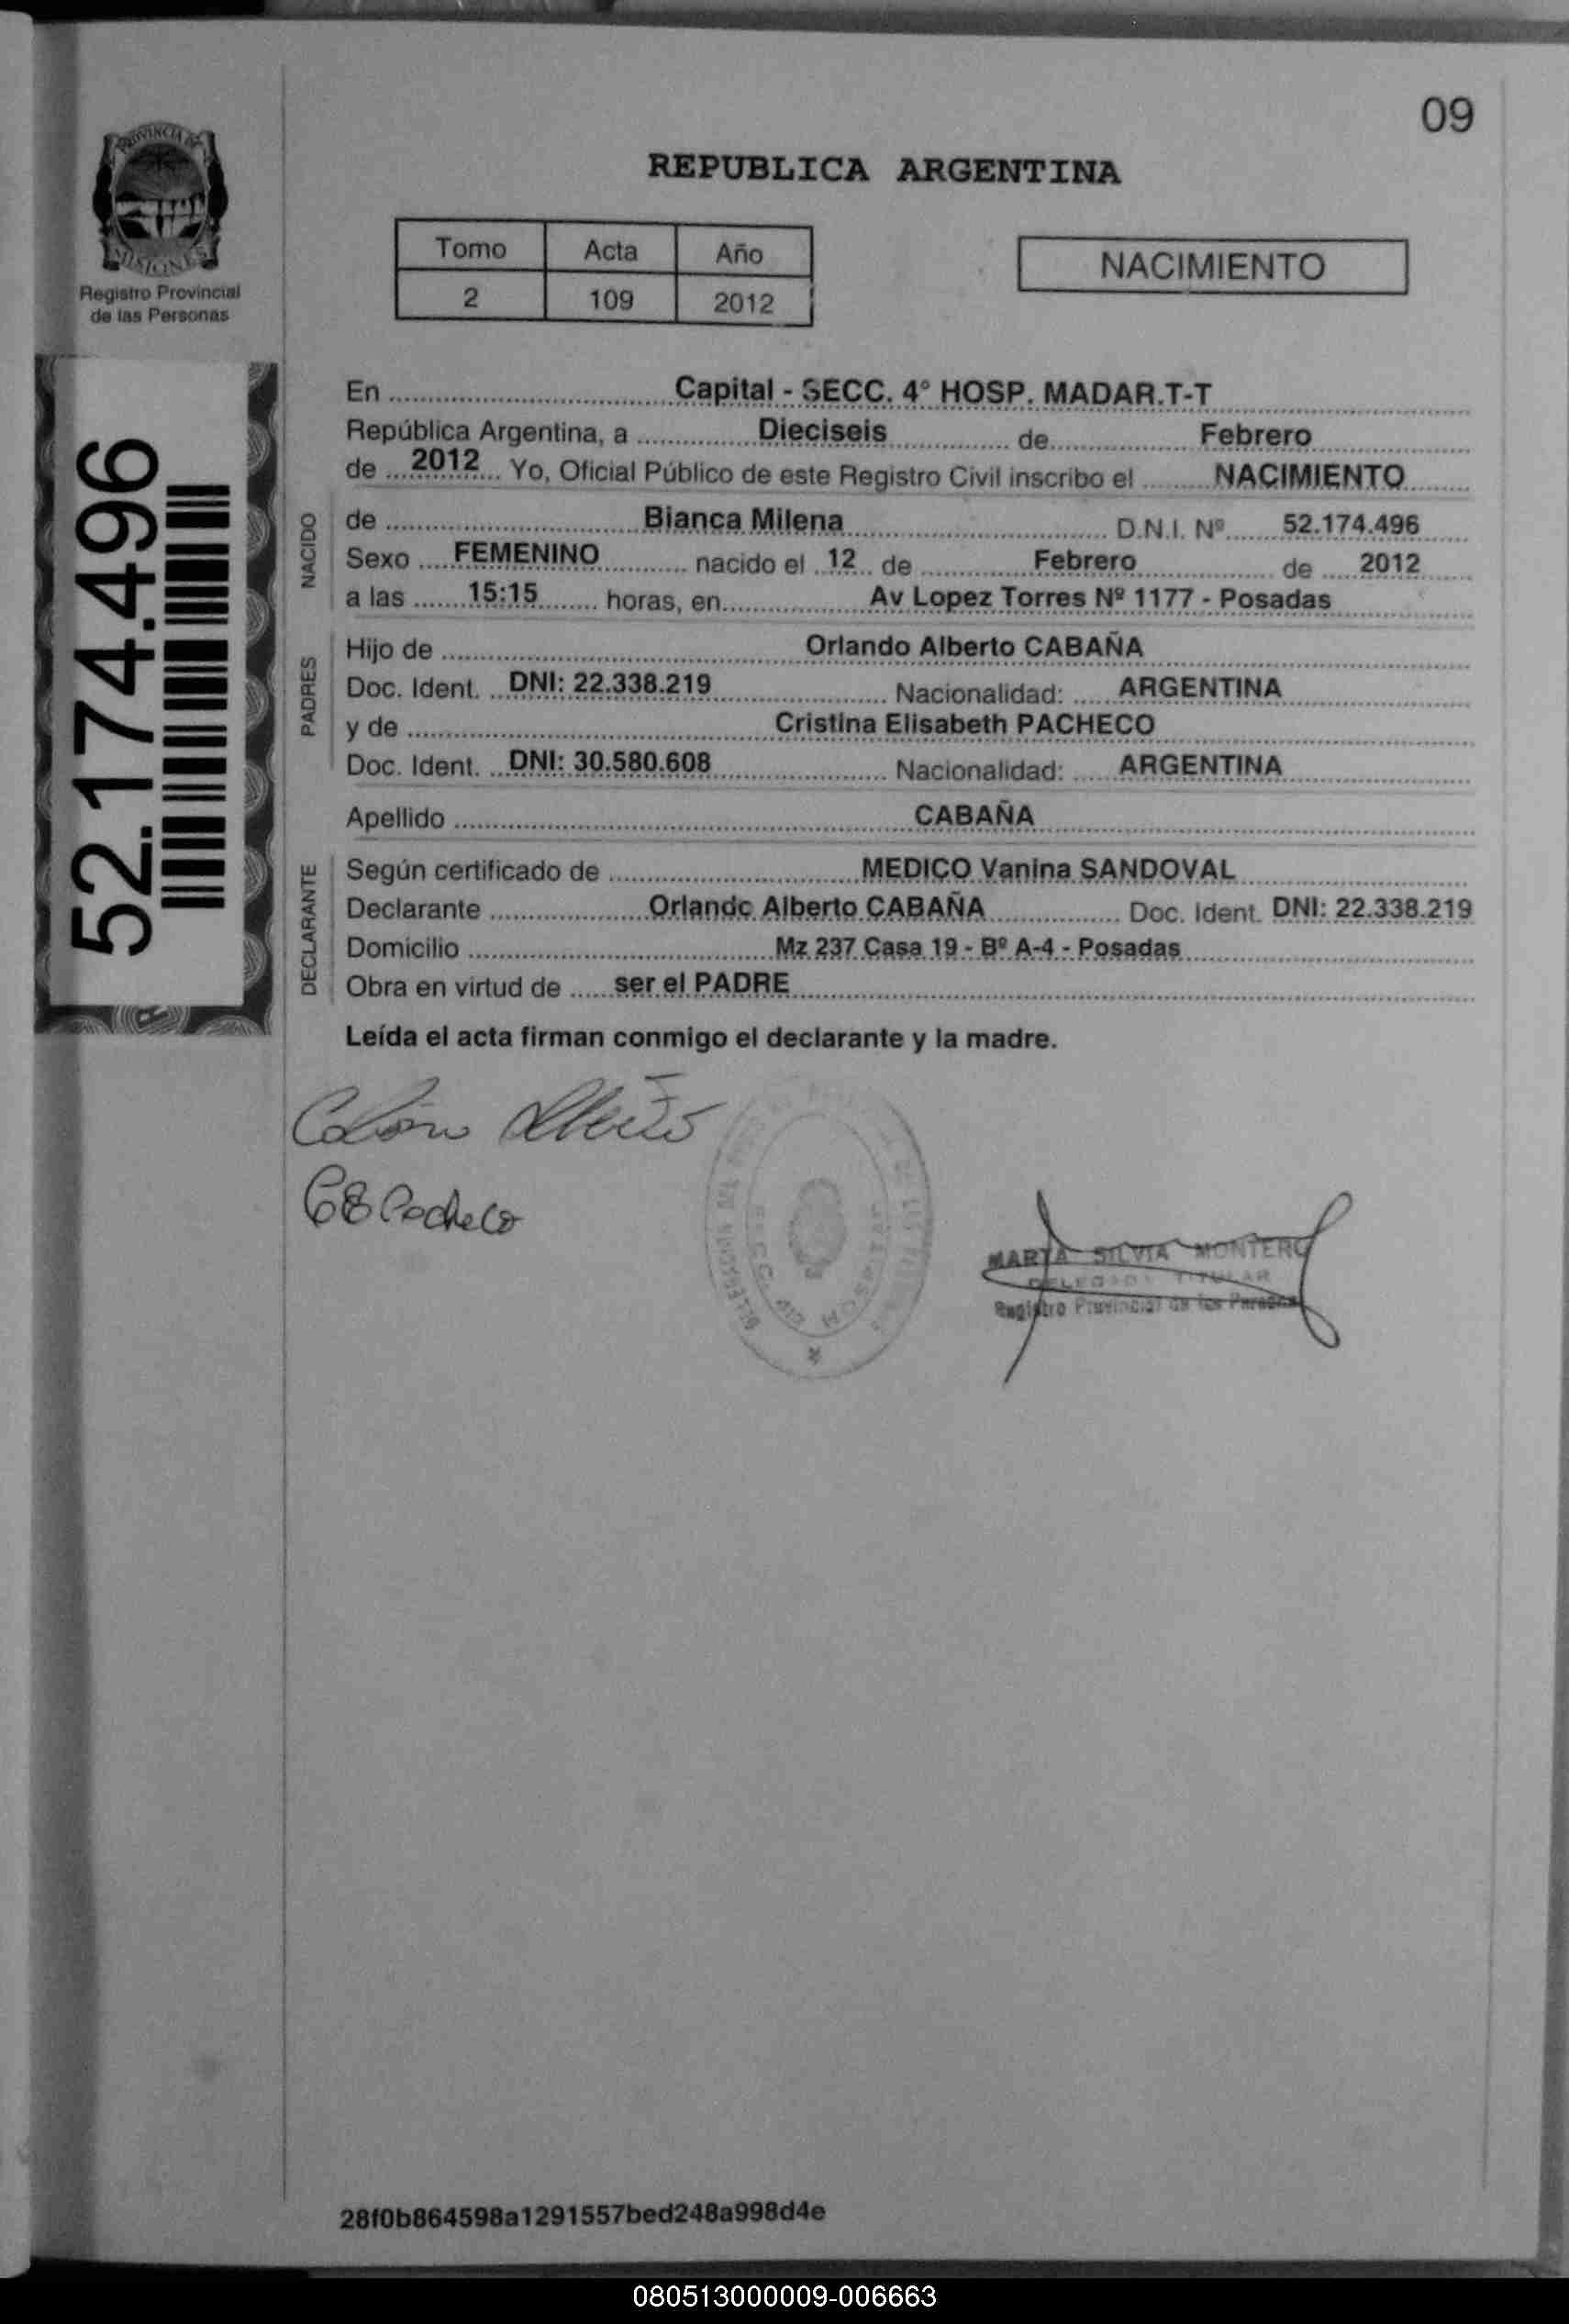 09
PROVINCIA DE
MISIONES
Registro Provincial
de las Personas
REPUBLICA ARGENTINA
Tomo Acta Año
2 109 2012
NACIMIENTO
52.174.496
En Capital - SECC. 4° HOSP. MADAR.T-T
República Argentina, a Dieciseis de Febrero
de 2012 Yo, Oficial Público de este Registro Civil inscribo el NACIMIENTO
NACIDO
de Bianca Milena D.N.I. Nº 52.174.496
Sexo FEMENINO nacido el 12 de Febrero de 2012
a las 15:15 horas, en Av Lopez Torres Nº 1177 - Posadas
PADRES
Hijo de Orlando Alberto CABAÑA
Doc. Ident. DNI: 22.338.219 Nacionalidad: ARGENTINA
y de Cristina Elisabeth PACHECO
Doc. Ident. DNI: 30.580.608 Nacionalidad: ARGENTINA
Apellido CABAÑA
DECLARANTE
Según certificado de MEDICO Vanina SANDOVAL
Declarante Orlando Alberto CABAÑA Doc. Ident. DNI: 22.338.219
Domicilio Mz 237 Casa 19 - Bº A-4 - Posadas
Obra en virtud de ser el PADRE
Leída el acta firman conmigo el declarante y la madre.
Pacheco
MARTA SILVIA MONTERO
DELEGADA TITULAR
Registro Provincial de las Personas
28f0b864598a1291557bed248a998d4e
080513000009-006663